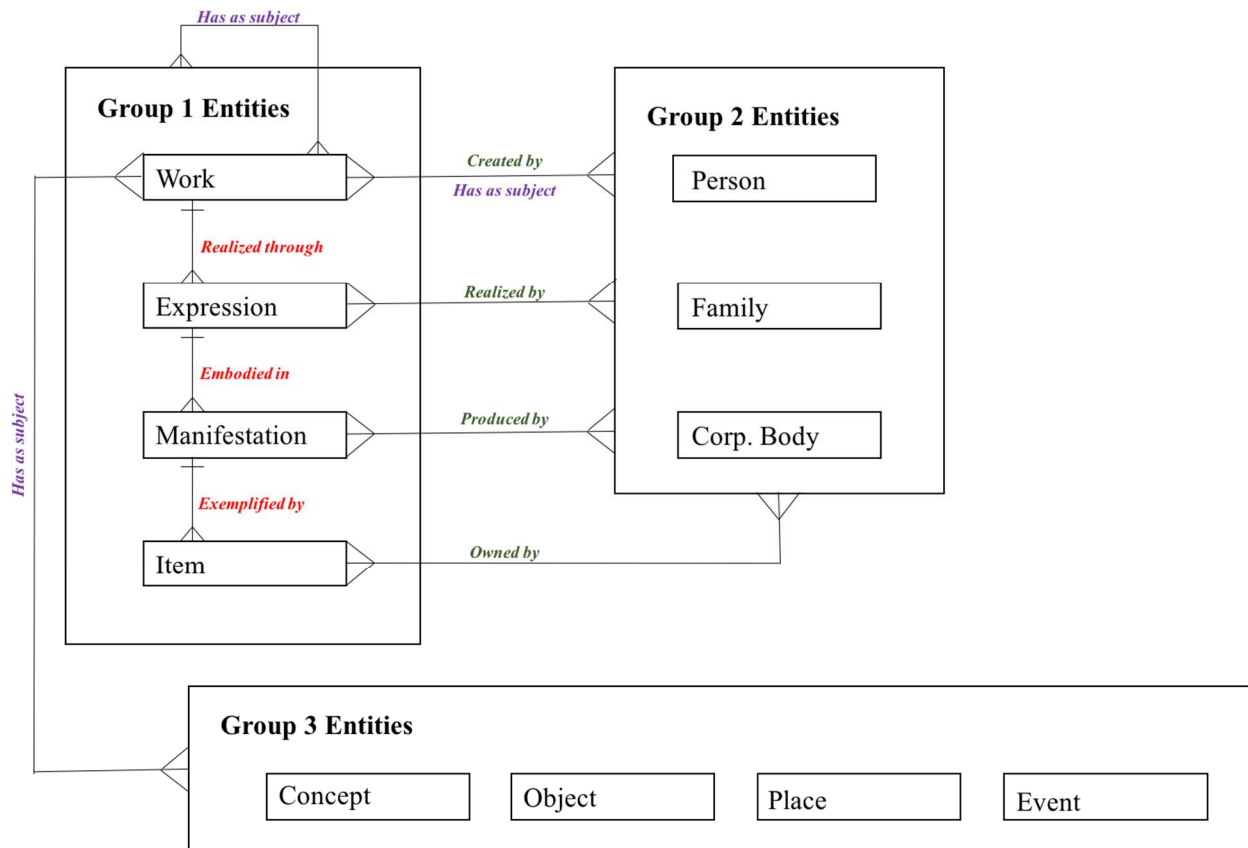 Has as subject
Group 1 Entities
Group 2 Entities
Work
Created by
Has as subject
Person
Realized through
Expression
Realized by
Family
Embodied in
Manifestation
Produced by
Corp. Body
Has as subject
Exemplified by
Item
Owned by
Group 3 Entities
Concept
Object
Place
Event